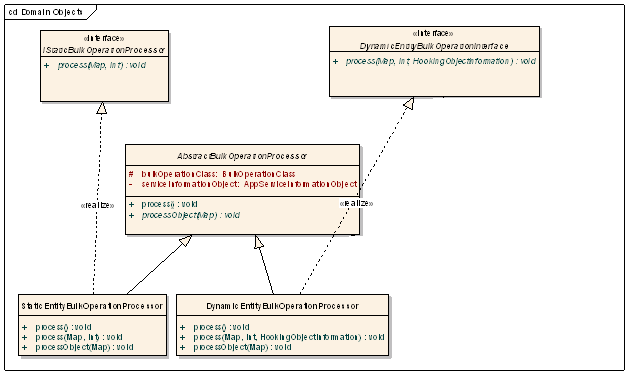 cd Domain Objects
«interface»
IStaticBulkOperationProcessor
+ process(Map, int) : void
«interface»
DynamicEntityBulkOperationInterface
+ process(Map, int, HookingObjectInformation) : void
AbstractBulkOperationProcessor
# bulkOperationClass: BulkOperationClass
- serviceInformationObject: AppServiceInformationObject
+ process() : void
+ processObject(Map) : void
«realize»
«realize»
StaticEntityBulkOperationProcessor
+ process() : void
+ process(Map, int) : void
+ processObject(Map) : void
DynamicEntityBulkOperationProcessor
+ process() : void
+ process(Map, int, HookingObjectInformation) : void
+ processObject(Map) : void